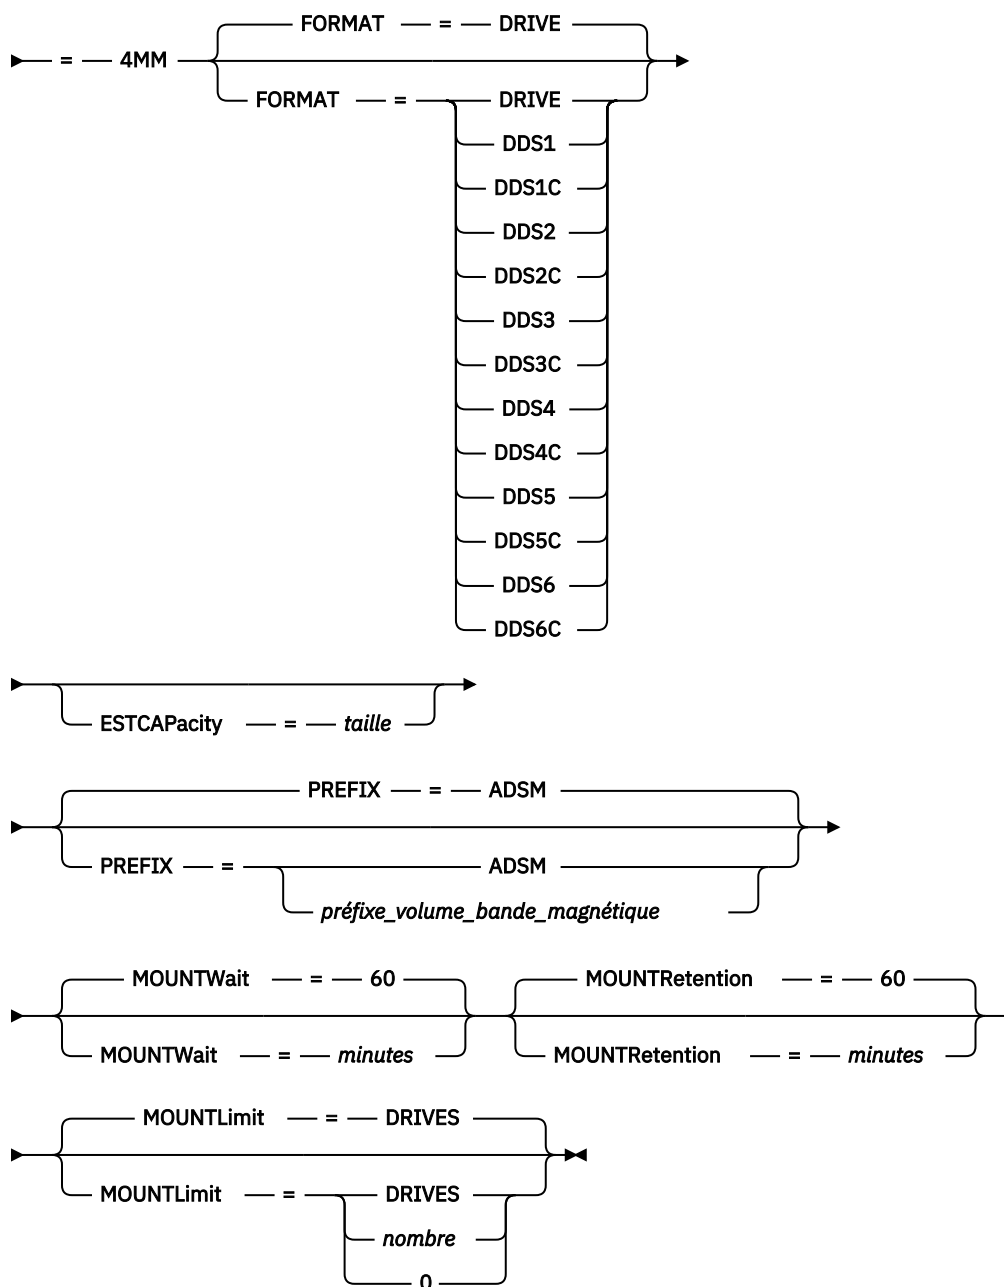 FORMAT = DRIVE
= 4MM
FORMAT = DRIVE
DDS1
DDS1C
DDS2
DDS2C
DDS3
DDS3C
DDS4
DDS4C
DDS5
DDS5C
DDS6
DDS6C
ESTCAPacity = taille
PREFIX = ADSM
PREFIX = ADSM
préfixe_volume_bande_magnétique
MOUNTWait = 60 MOUNTRetention = 60
MOUNTWait = minutes MOUNTRetention = minutes
MOUNTLimit = DRIVES
MOUNTLimit = DRIVES
nombre
0